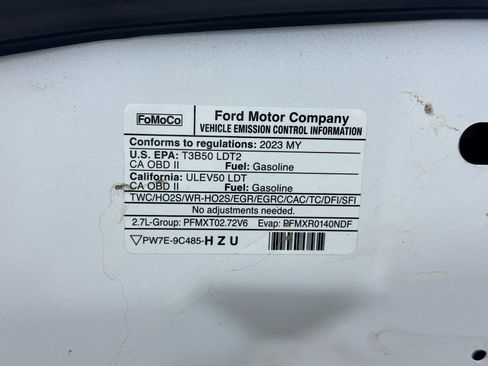 FoMoCo
Ford Motor Company
VEHICLE EMISSION CONTROL INFORMATION
Conforms to regulations: 2023 MY
U.S. EPA: T3B50 LDT2
CA OBD II Fuel: Gasoline
California: ULEV50 LDT
CA OBD II Fuel: Gasoline
TWC/HO2S/WR-HO2S/EGR/EGRC/CAC/TC/DFI/SFI
No adjustments needed.
2.7L-Group: PFMXT02.72V6 Evap: PFMXR0140NDF
▽PW7E-9C485-HZU